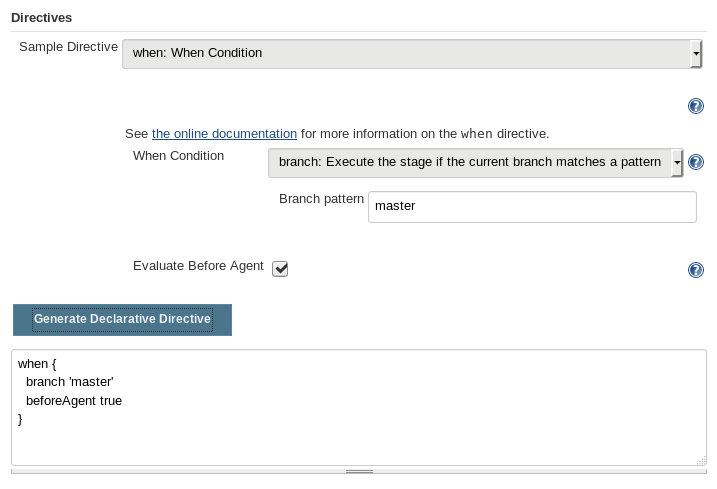 Directives
Sample Directive when: When Condition
?
See the online documentation for more information on the when directive.
When Condition branch: Execute the stage if the current branch matches a pattern ?
Branch pattern master
Evaluate Before Agent ?
Generate Declarative Directive
when {
  branch 'master'
  beforeAgent true
}